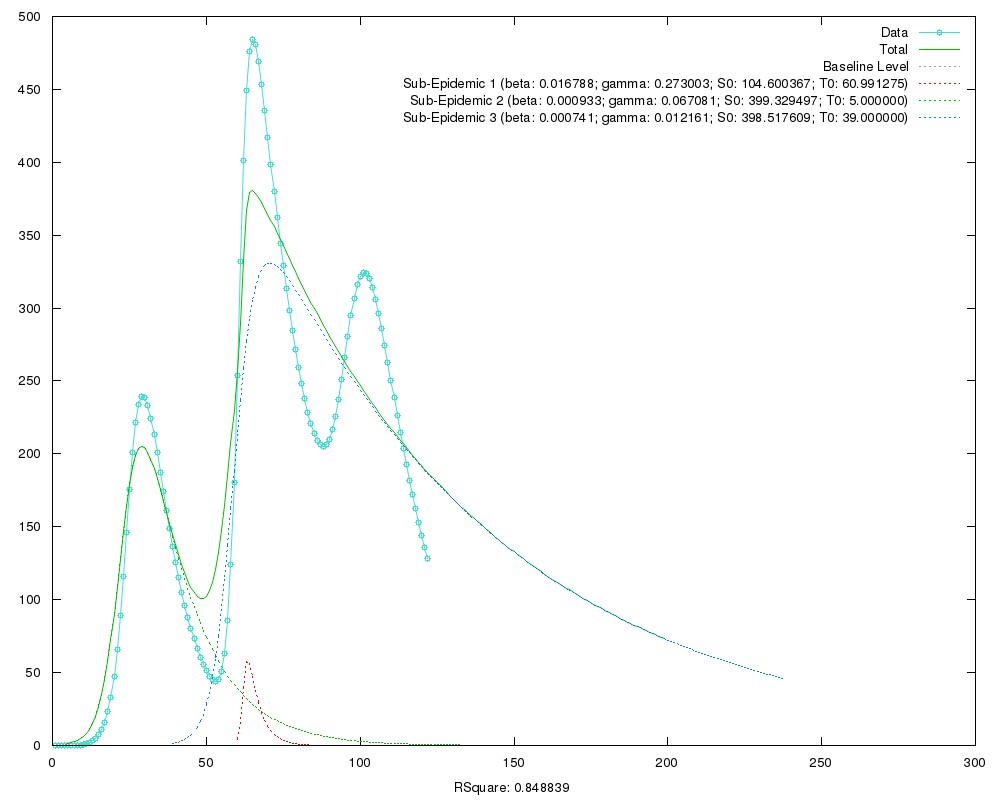 500
450
400
350
300
250
200
150
100
50
0
Data
Total
Baseline Level
Sub-Epidemic 1 (beta: 0.016788; gamma: 0.273003; S0: 104.600367; T0: 60.991275)
Sub-Epidemic 2 (beta: 0.000933; gamma: 0.067081; S0: 399.329497; T0: 5.000000)
Sub-Epidemic 3 (beta: 0.000741; gamma: 0.012161; S0: 398.517609; T0: 39.000000)
0 50 100 150 200 250 300
RSquare: 0.848839